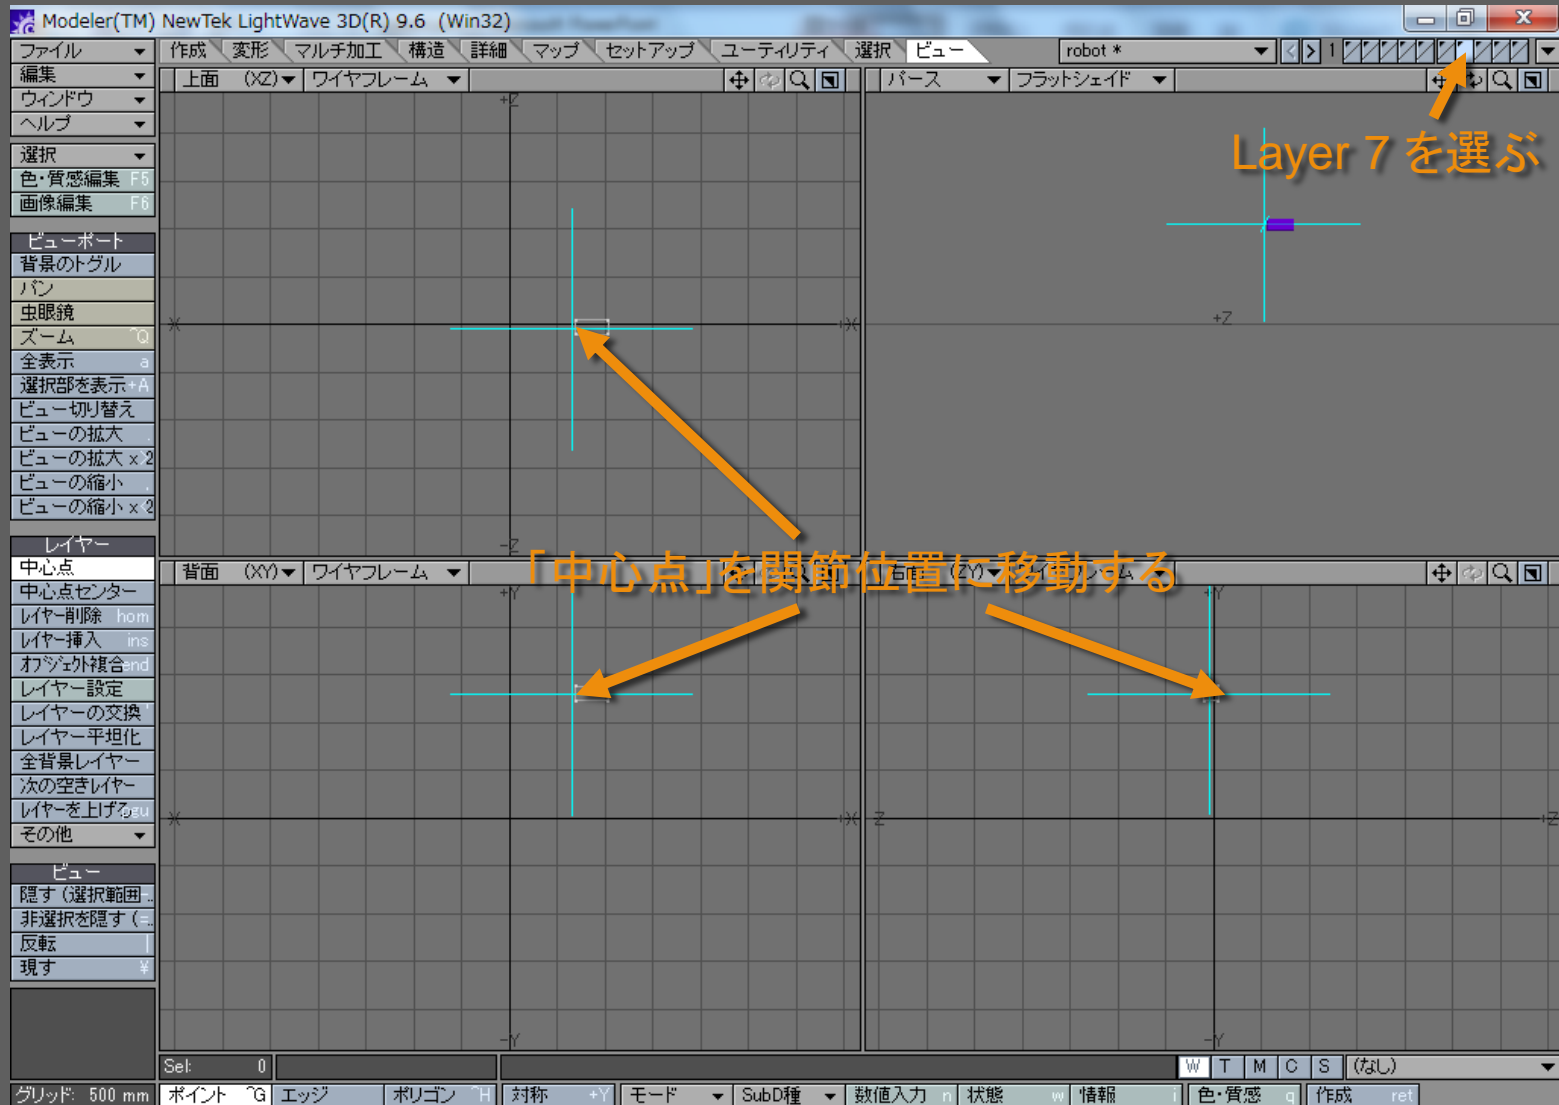 Modeler(TM) NewTek LightWave 3D(R) 9.6 (Win32)
ファイル
作成 変形 マルチ加工 構造 詳細 マップ セットアップ ユーティリティ 選択 ビュー
robot *
1
編集
上面 (XZ) ワイヤフレーム
パース フラットシェイド
ウィンドウ
ヘルプ
選択
色・質感編集 F5
画像編集 F6
Layer 7 を選ぶ
ビューポート
背景のトグル
パン
虫眼鏡
ズーム ^Q
全表示 a
選択部を表示 +A
ビュー切り替え
ビューの拡大 .
ビューの拡大 x2
ビューの縮小 ,
ビューの縮小 x2
+Z
-X
+X
-Z
+Z
レイヤー
中心点
中心点センター
レイヤー削除 hom
レイヤー挿入 ins
オブジェクト複合 end
レイヤー設定
レイヤーの交換 '
レイヤー平坦化
全背景レイヤー
次の空きレイヤー
レイヤーを上げる pgu
その他
「中心点」を関節位置に移動する
背面 (XY) ワイヤフレーム
右面 (ZY) ワイヤフレーム
+Y
-X
+X
-Y
+Y
-Z
+Z
-Y
ビュー
隠す (選択範囲 -..
非選択を隠す (=..
反転 |
現す ¥
Sel: 0
W T M C S (なし)
グリッド: 500 mm ポイント ^G エッジ ポリゴン ^H 対称 +Y モード SubD種 数値入力 n 状態 w 情報 i 色・質感 q 作成 ret